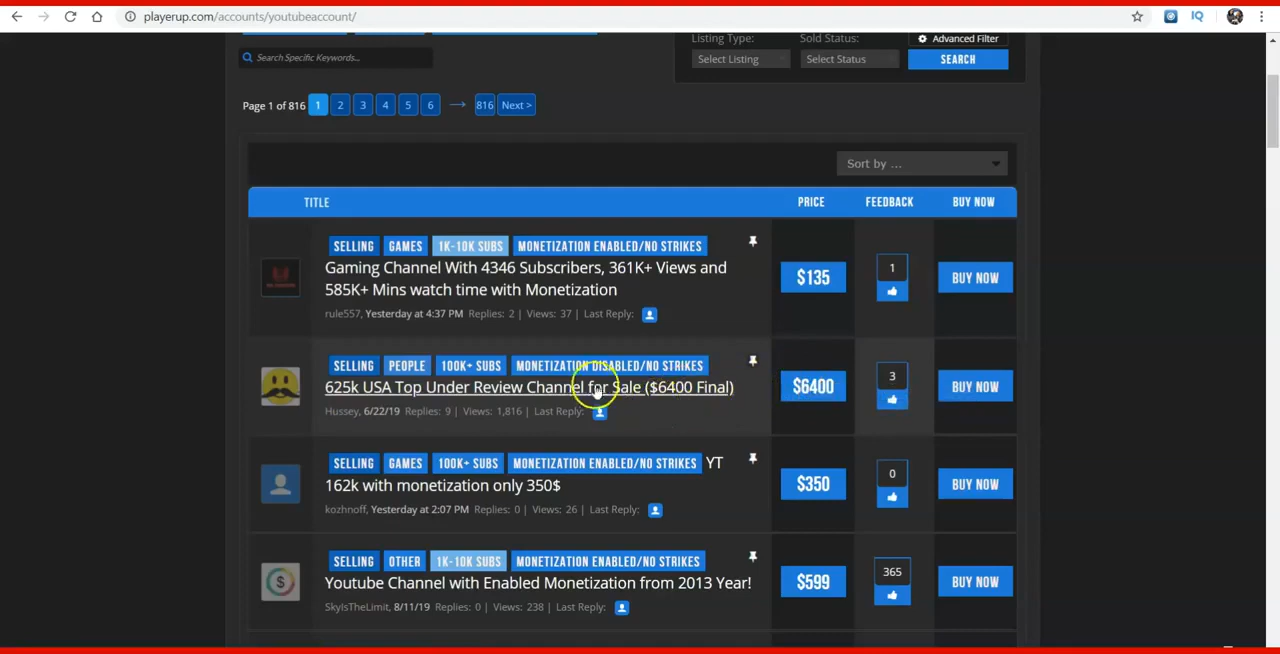 playerup.com/accounts/youtubeaccount/
IQ
Listing Type: Sold Status: Advanced Filter
Search Specific Keywords... Select Listing Select Status SEARCH
Page 1 of 816 1 2 3 4 5 6 → 816 Next >
Sort by ...
TITLE PRICE FEEDBACK BUY NOW
SELLING GAMES 1K-10K SUBS MONETIZATION ENABLED/NO STRIKES
Gaming Channel With 4346 Subscribers, 361K+ Views and
585K+ Mins watch time with Monetization
rule557, Yesterday at 4:37 PM Replies: 2 | Views: 37 | Last Reply:
$135 1 BUY NOW
SELLING PEOPLE 100K+ SUBS MONETIZATION DISABLED/NO STRIKES
625k USA Top Under Review Channel for Sale ($6400 Final)
Hussey, 6/22/19 Replies: 9 | Views: 1,816 | Last Reply:
$6400 3 BUY NOW
SELLING GAMES 100K+ SUBS MONETIZATION ENABLED/NO STRIKES YT
162k with monetization only 350$
kozhnoff, Yesterday at 2:07 PM Replies: 0 | Views: 26 | Last Reply:
$350 0 BUY NOW
SELLING OTHER 1K-10K SUBS MONETIZATION ENABLED/NO STRIKES
Youtube Channel with Enabled Monetization from 2013 Year!
SkyIsTheLimit, 8/11/19 Replies: 0 | Views: 238 | Last Reply:
$599 365 BUY NOW